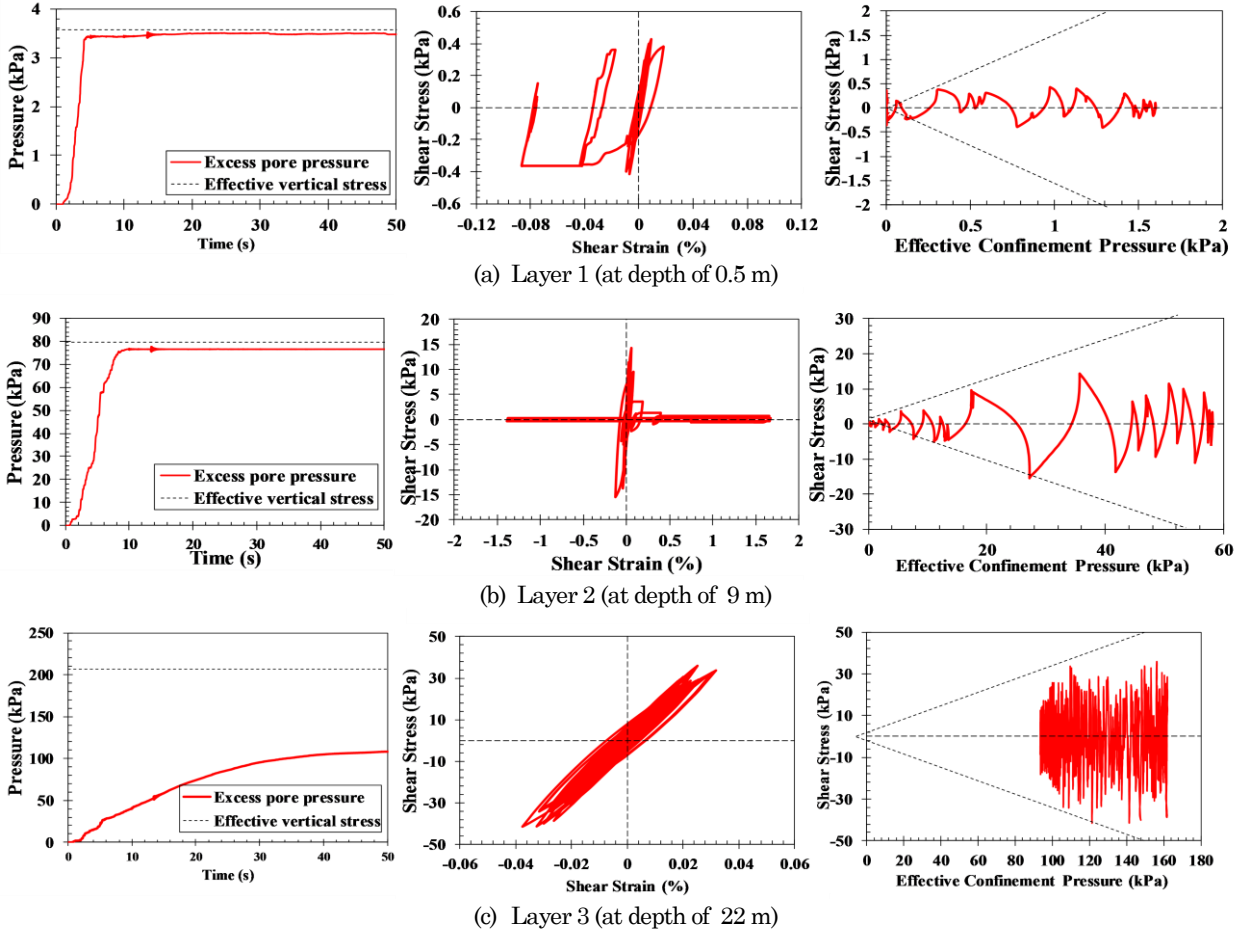 4
3
2
1
0
Pressure (kPa)
Excess pore pressure
Effective vertical stress
0 10 20 30 40 50
Time (s)
0.6
0.4
0.2
0
-0.2
-0.4
-0.6
Shear Stress (kPa)
-0.12 -0.08 -0.04 0 0.04 0.08 0.12
Shear Strain (%)
2
1.5
1
0.5
0
-0.5
-1
-1.5
-2
Shear Stress (kPa)
0 0.5 1 1.5 2
Effective Confinement Pressure (kPa)
(a) Layer 1 (at depth of 0.5 m)
90
80
70
60
50
40
30
20
10
0
Pressure (kPa)
Excess pore pressure
Effective vertical stress
0 10 20 30 40 50
Time (s)
20
15
10
5
0
-5
-10
-15
-20
Shear Stress (kPa)
-2 -1.5 -1 -0.5 0 0.5 1 1.5 2
Shear Strain (%)
30
20
10
0
-10
-20
-30
Shear Stress (kPa)
0 20 40 60
Effective Confinement Pressure (kPa)
(b) Layer 2 (at depth of 9 m)
250
200
150
100
50
0
Pressure (kPa)
Excess pore pressure
Effective vertical stress
0 10 20 30 40 50
Time (s)
50
30
10
-10
-30
-50
Shear Stress (kPa)
-0.06 -0.04 -0.02 0 0.02 0.04 0.06
Shear Strain (%)
50
30
10
-10
-30
-50
Shear Stress (kPa)
0 20 40 60 80 100 120 140 160 180
Effective Confinement Pressure (kPa)
(c) Layer 3 (at depth of 22 m)